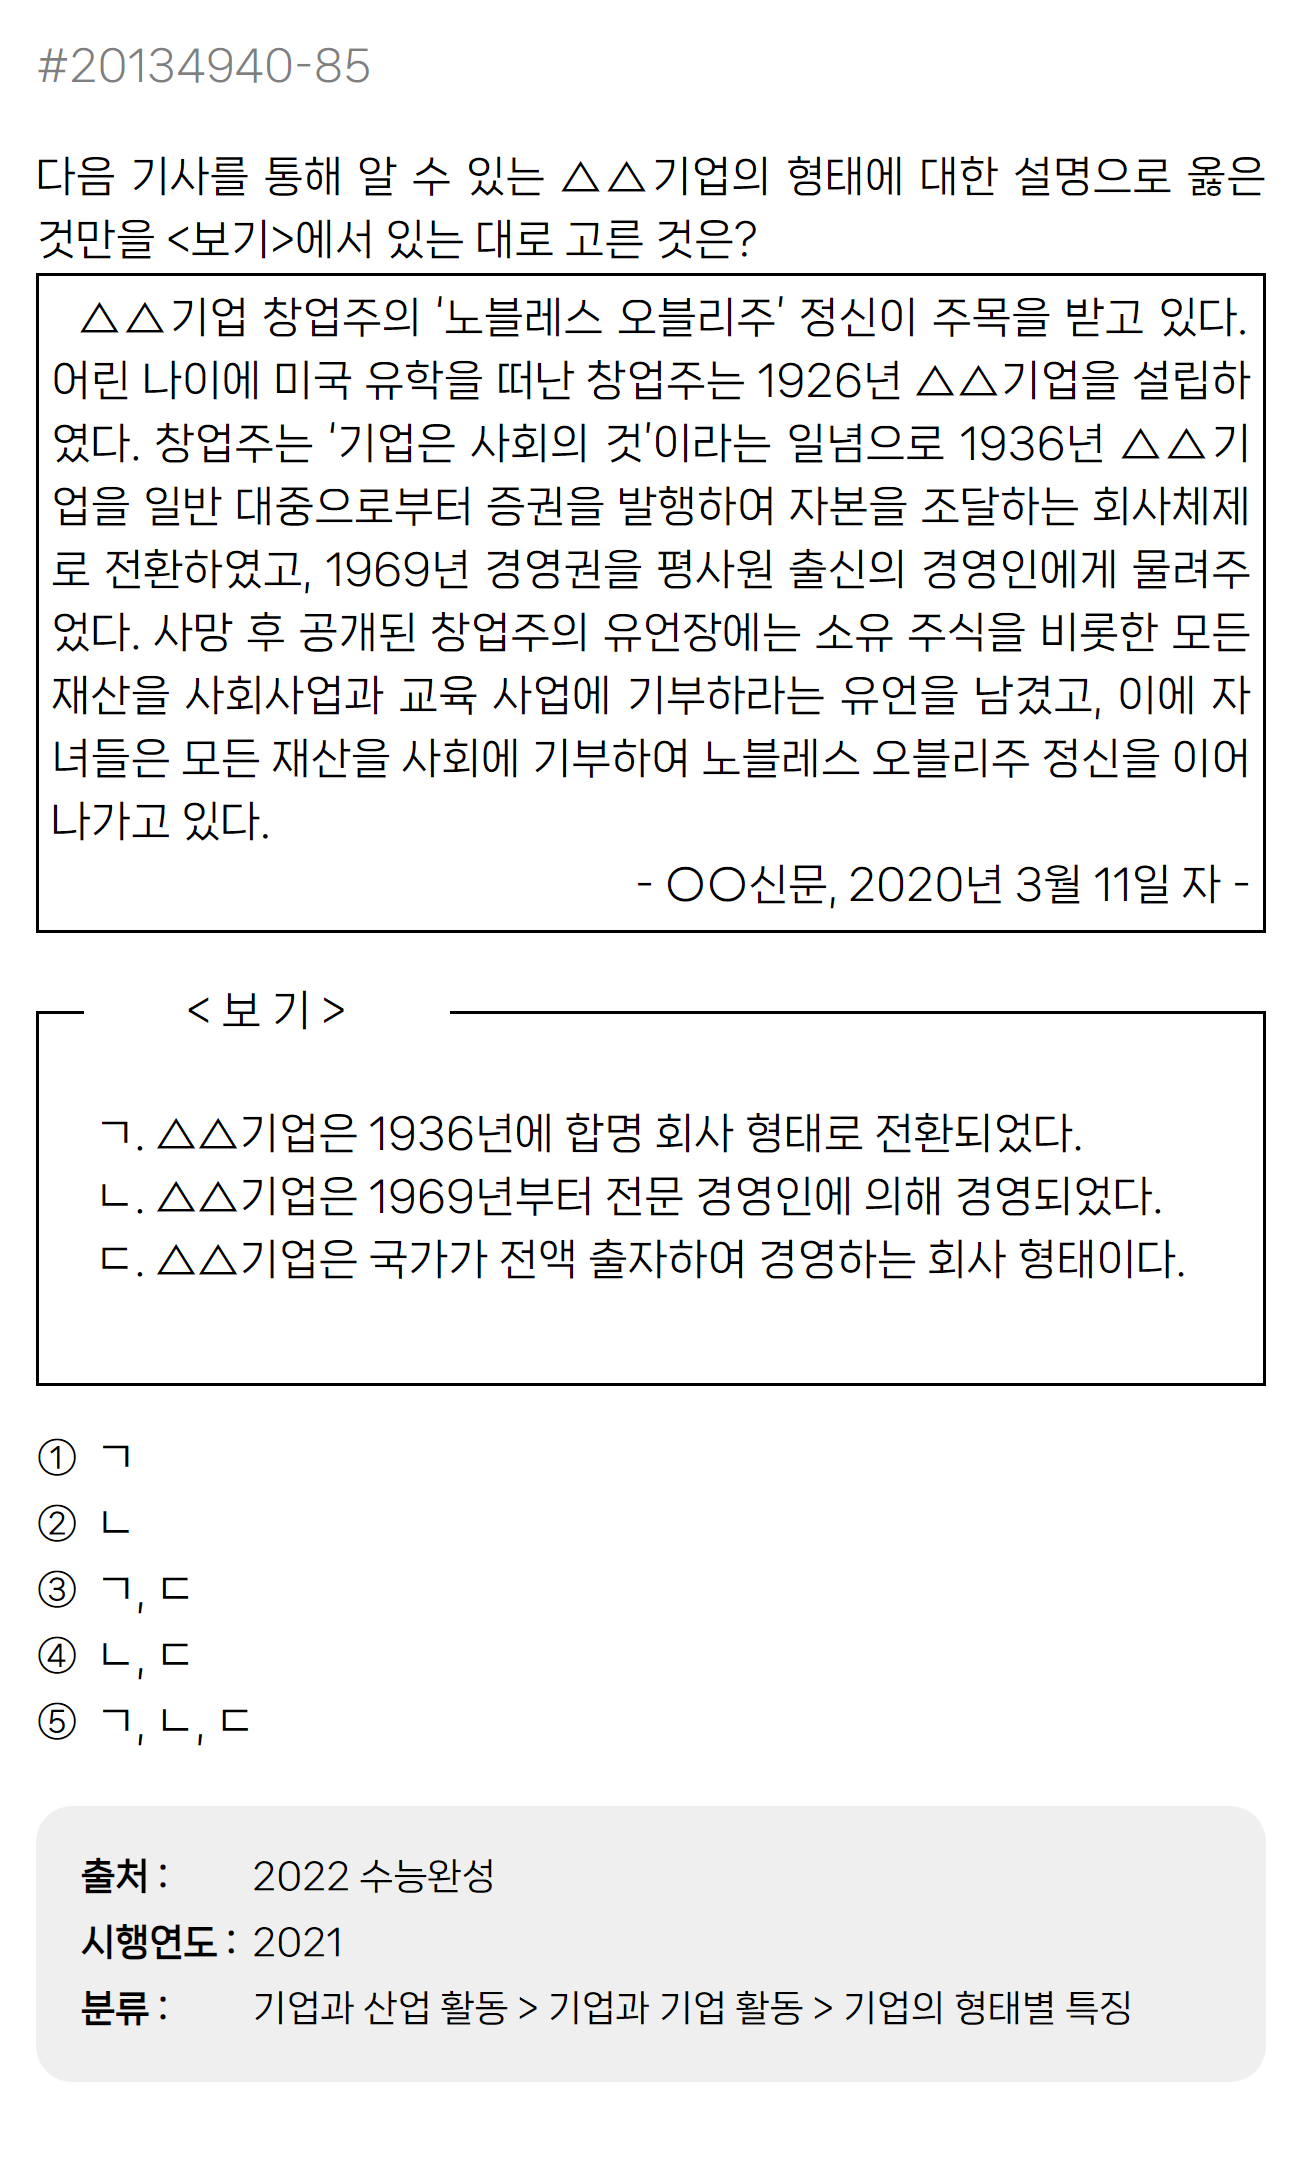 #20134940-85
다음 기사를 통해 알 수 있는 △△기업의 형태에 대한 설명으로 옳은
것만을 <보기>에서 있는 대로 고른 것은?
△△기업 창업주의 ‘노블레스 오블리주’ 정신이 주목을 받고 있다.
어린 나이에 미국 유학을 떠난 창업주는 1926년 △△기업을 설립하
였다. 창업주는 ‘기업은 사회의 것’이라는 일념으로 1936년 △△기
업을 일반 대중으로부터 증권을 발행하여 자본을 조달하는 회사체제
로 전환하였고, 1969년 경영권을 평사원 출신의 경영인에게 물려주
었다. 사망 후 공개된 창업주의 유언장에는 소유 주식을 비롯한 모든
재산을 사회사업과 교육 사업에 기부하라는 유언을 남겼고, 이에 자
녀들은 모든 재산을 사회에 기부하여 노블레스 오블리주 정신을 이어
나가고 있다.
- ○○신문, 2020년 3월 11일 자 -
< 보 기 >
ㄱ. △△기업은 1936년에 합명 회사 형태로 전환되었다.
ㄴ. △△기업은 1969년부터 전문 경영인에 의해 경영되었다.
ㄷ. △△기업은 국가가 전액 출자하여 경영하는 회사 형태이다.
① ㄱ
② ㄴ
③ ㄱ, ㄷ
④ ㄴ, ㄷ
⑤ ㄱ, ㄴ, ㄷ
출처 : 2022 수능완성
시행연도 : 2021
분류 : 기업과 산업 활동 > 기업과 기업 활동 > 기업의 형태별 특징